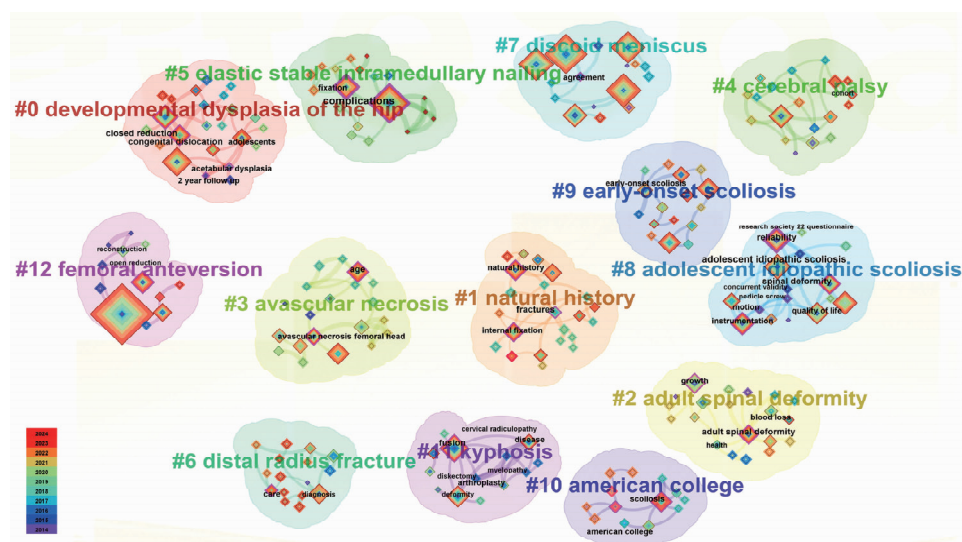 #7 discoid meniscus
#5 elastic stable intramedullary nailing
agreement
fixation
complications
#4 cerebral palsy
cohort
#0 developmental dysplasia of the hip
closed reduction
congenital dislocation
adolescents
acetabular dysplasia
2 year follow up
early-onset scoliosis
#9 early-onset scoliosis
research society 22 questionnaire
reliability
adolescent idiopathic scoliosis
#8 adolescent idiopathic scoliosis
spinal deformity
concurrent validity
pedicle screw
motion
quality of life
instrumentation
reconstruction
open reduction
#12 femoral anteversion
age
#3 avascular necrosis
avascular necrosis femoral head
natural history
#1 natural history
fractures
internal fixation
growth
#2 adult spinal deformity
blood loss
adult spinal deformity
health
#6 distal radius fracture
care
diagnosis
cervical radiculopathy
fusion
disease
#11 kyphosis
myelopathy
diskectomy
arthroplasty
deformity
#10 american college
scoliosis
american college
2024
2023
2022
2021
2020
2019
2018
2017
2016
2015
2014